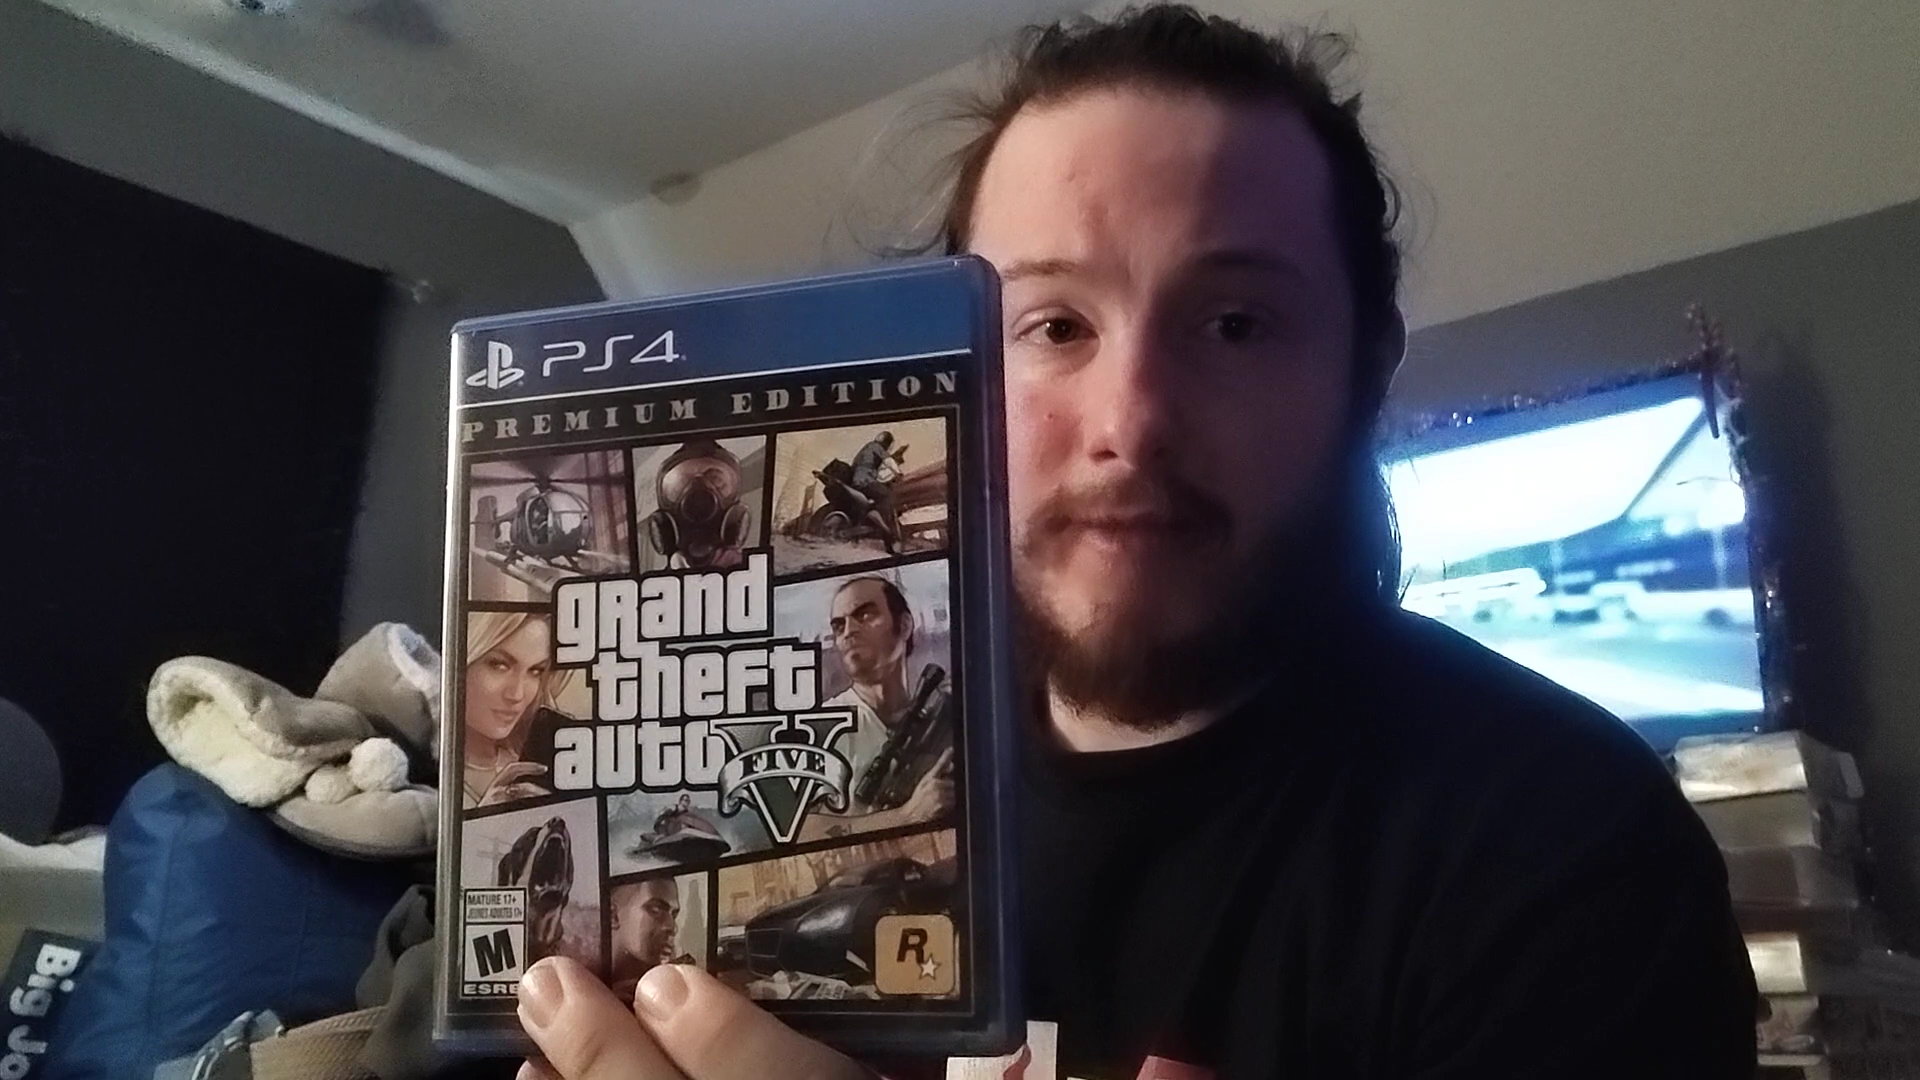 PS4
PREMIUM EDITION
grand
theft
auto V
FIVE
MATURE 17+
JEUNES ADULTES 17+
M
ESRB
R
Big Jo